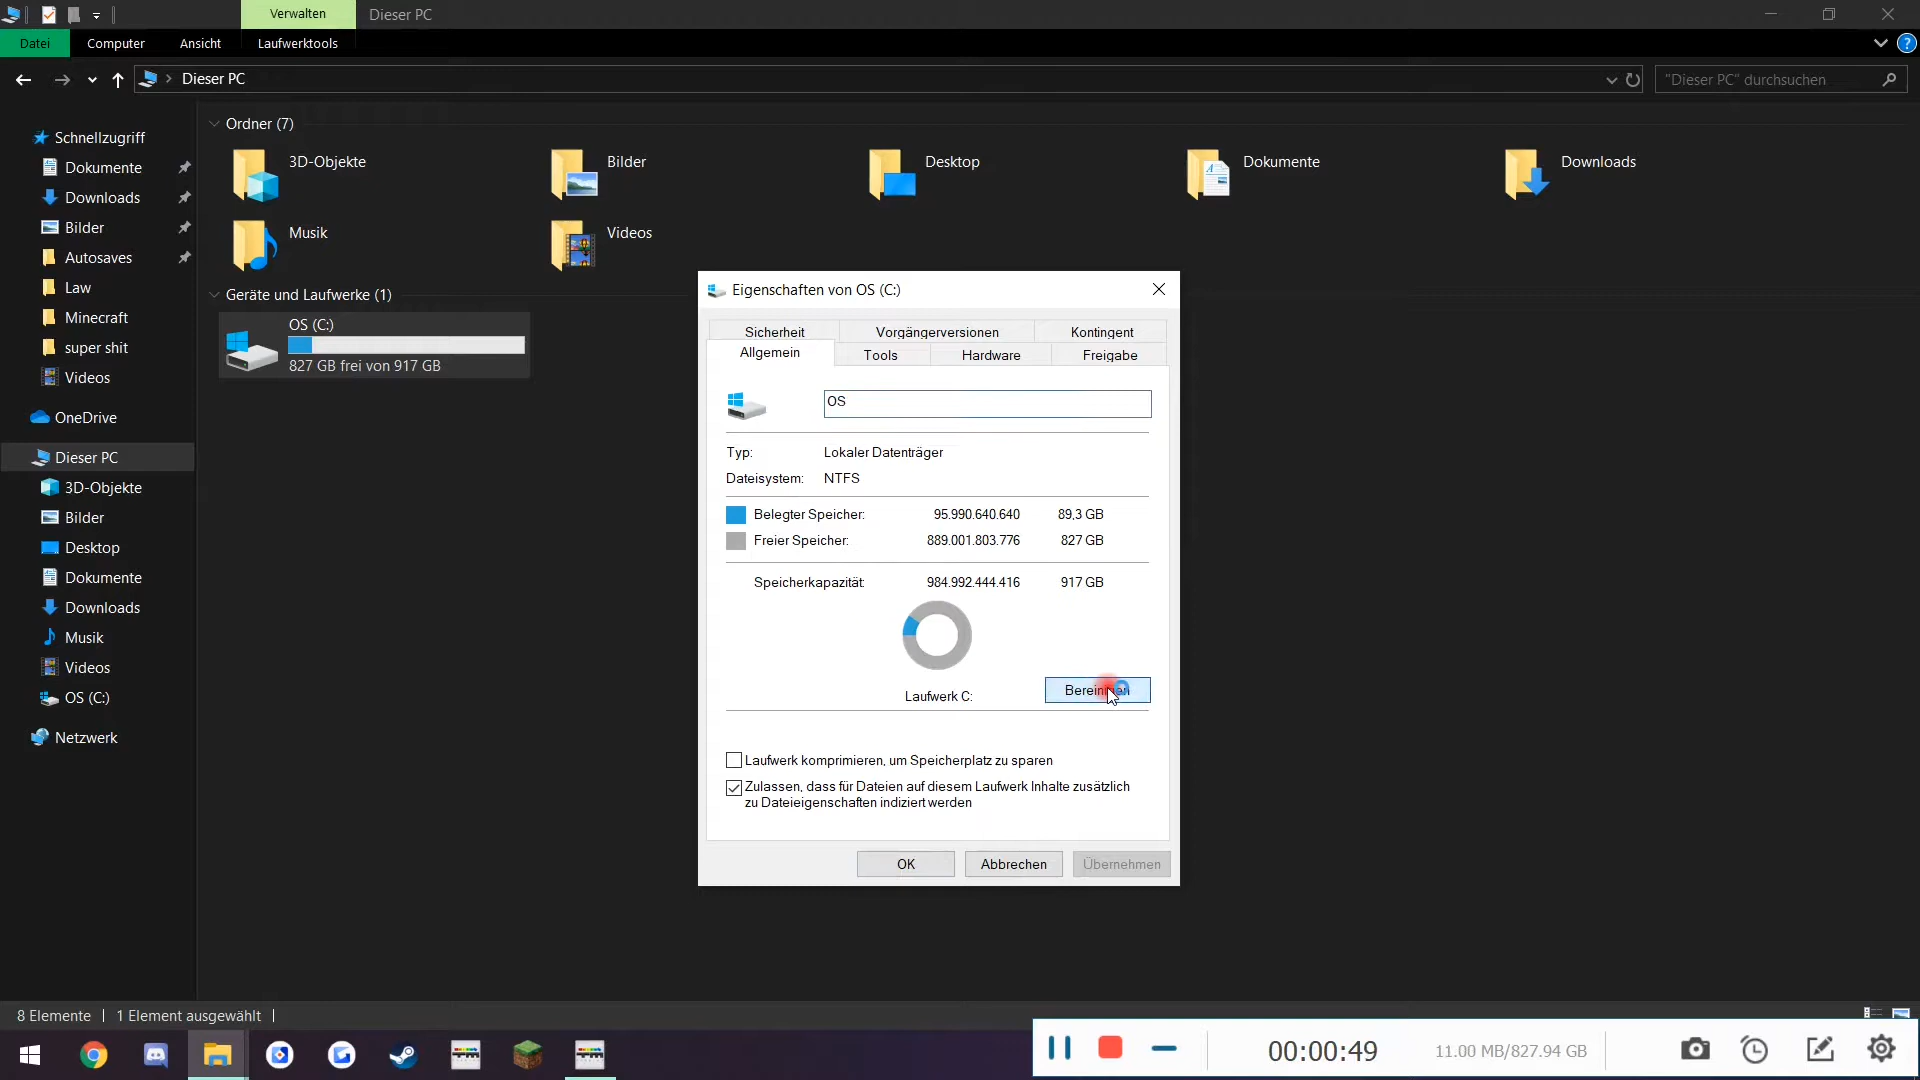 Verwalten
Dieser PC
Datei
Computer
Ansicht
Laufwerktools
?
Dieser PC
"Dieser PC" durchsuchen
Schnellzugriff
Dokumente
Downloads
Bilder
Autosaves
Law
Minecraft
super shit
Videos
OneDrive
Dieser PC
3D-Objekte
Bilder
Desktop
Dokumente
Downloads
Musik
Videos
OS (C:)
Netzwerk
Ordner (7)
3D-Objekte
Bilder
Desktop
Dokumente
Downloads
Musik
Videos
Geräte und Laufwerke (1)
OS (C:)
827 GB frei von 917 GB
Eigenschaften von OS (C:)
Sicherheit
Vorgängerversionen
Kontingent
Allgemein
Tools
Hardware
Freigabe
OS
Typ: Lokaler Datenträger
Dateisystem: NTFS
Belegter Speicher: 95.990.640.640 89,3 GB
Freier Speicher: 889.001.803.776 827 GB
Speicherkapazität: 984.992.444.416 917 GB
Laufwerk C:
Bereinigen
Laufwerk komprimieren, um Speicherplatz zu sparen
Zulassen, dass für Dateien auf diesem Laufwerk Inhalte zusätzlich
zu Dateieigenschaften indiziert werden
OK
Abbrechen
Übernehmen
8 Elemente
1 Element ausgewählt
00:00:49
11.00 MB/827.94 GB